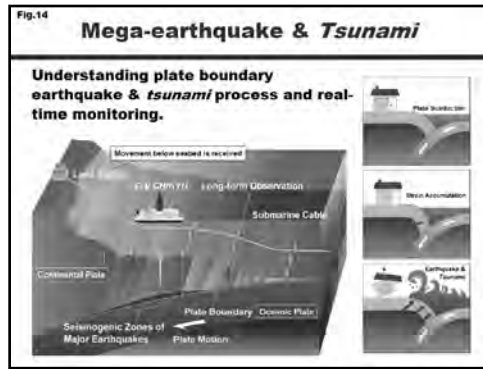 Fig.14
Mega-earthquake & Tsunami
Understanding plate boundary
earthquake & tsunami process and real-
time monitoring.
Movement below seabed is received
Long-term Observation
Submarine Cable
Continental Plate
Plate Boundary
Oceanic Plate
Seismogenic Zones of
Major Earthquakes
Plate Motion
Plate Subduction
Strain Accumulation
Earthquake &
Tsunami